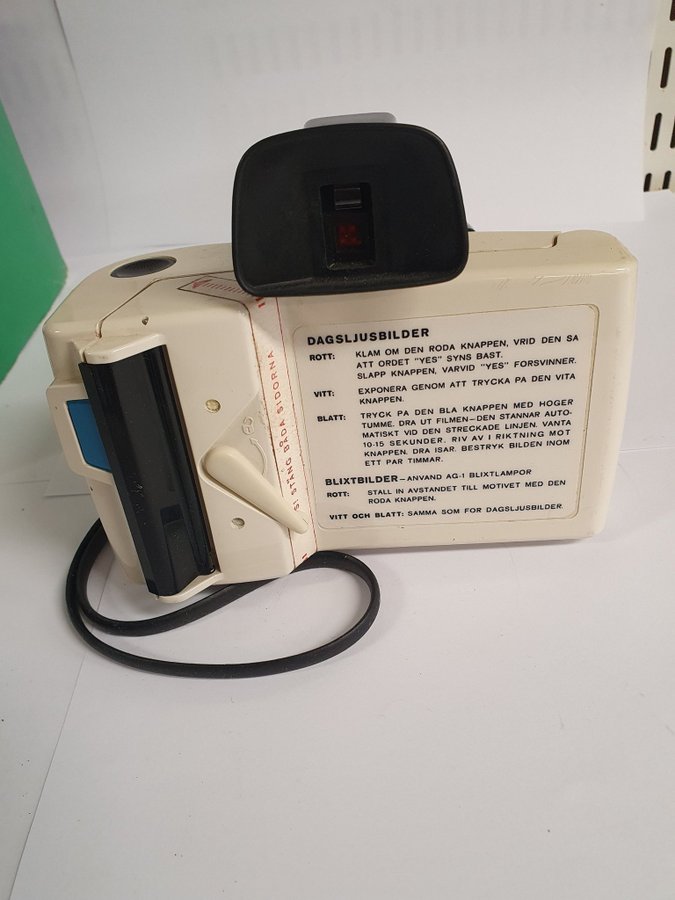 DAGSLJUSBILDER
ROTT: KLAM OM DEN RODA KNAPPEN, VRID DEN SA
ATT ORDET "YES" SYNS BAST.
SLAPP KNAPPEN, VARVID "YES" FORSVINNER.
VITT: EXPONERA GENOM ATT TRYCKA PA DEN VITA
KNAPPEN.
BLATT: TRYCK PA DEN BLA KNAPPEN MED HOGER
TUMME. DRA UT FILMEN–DEN STANNAR AUTO-
MATISKT VID DEN STRECKADE LINJEN. VANTA
10-15 SEKUNDER. RIV AV I RIKTNING MOT
KNAPPEN. DRA ISAR. BESTRYK BILDEN INOM
ETT PAR TIMMAR.
BLIXTBILDER–ANVAND AG-1 BLIXTLAMPOR
ROTT: STALL IN AVSTANDET TILL MOTIVET MED DEN
RODA KNAPPEN.
VITT OCH BLATT: SAMMA SOM FOR DAGSLJUSBILDER.
STANG BADA SIDORNA